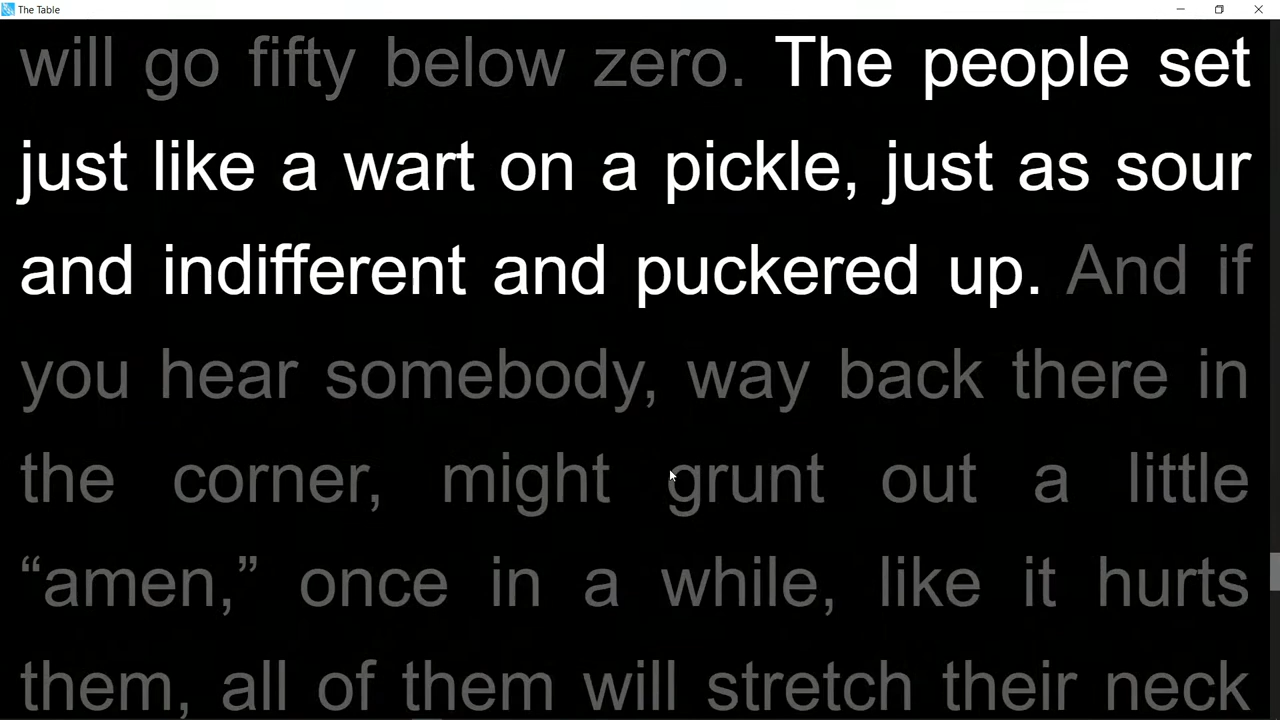 The Table
will go fifty below zero. The people set
just like a wart on a pickle, just as sour
and indifferent and puckered up. And if
you hear somebody, way back there in
the corner, might grunt out a little
“amen,” once in a while, like it hurts
them, all of them will stretch their neck